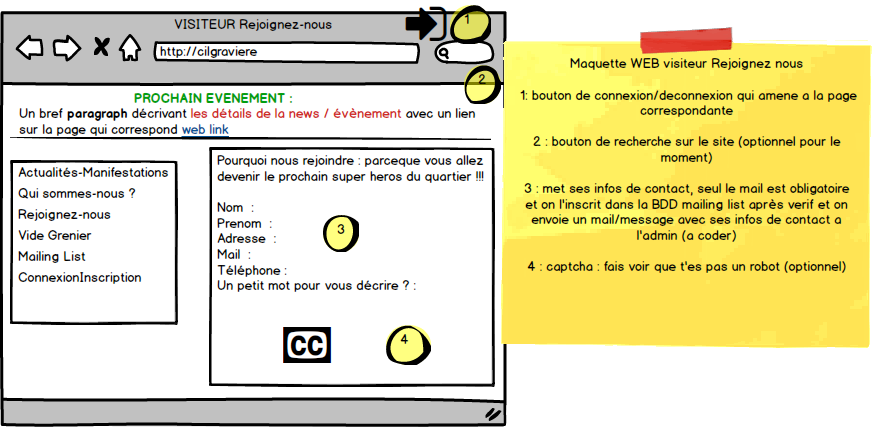 VISITEUR Rejoignez-nous
1
http://cilgraviere
2
PROCHAIN EVENEMENT :
Un bref paragraph décrivant les détails de la news / évènement avec un lien
sur la page qui correspond web link
Actualités-Manifestations
Qui sommes-nous ?
Rejoignez-nous
Vide Grenier
Mailing List
ConnexionInscription
Pourquoi nous rejoindre : parceque vous allez
devenir le prochain super heros du quartier !!!
Nom :
Prenom :
Adresse :
Mail :
Téléphone :
Un petit mot pour vous décrire ? :
3
CC
4
Maquette WEB visiteur Rejoignez nous
1: bouton de connexion/deconnexion qui amene a la page
correspondante
2 : bouton de recherche sur le site (optionnel pour le
moment)
3 : met ses infos de contact, seul le mail est obligatoire
et on l'inscrit dans la BDD mailing list après verif et on
envoie un mail/message avec ses infos de contact a
l'admin (a coder)
4 : captcha : fais voir que t'es pas un robot (optionnel)